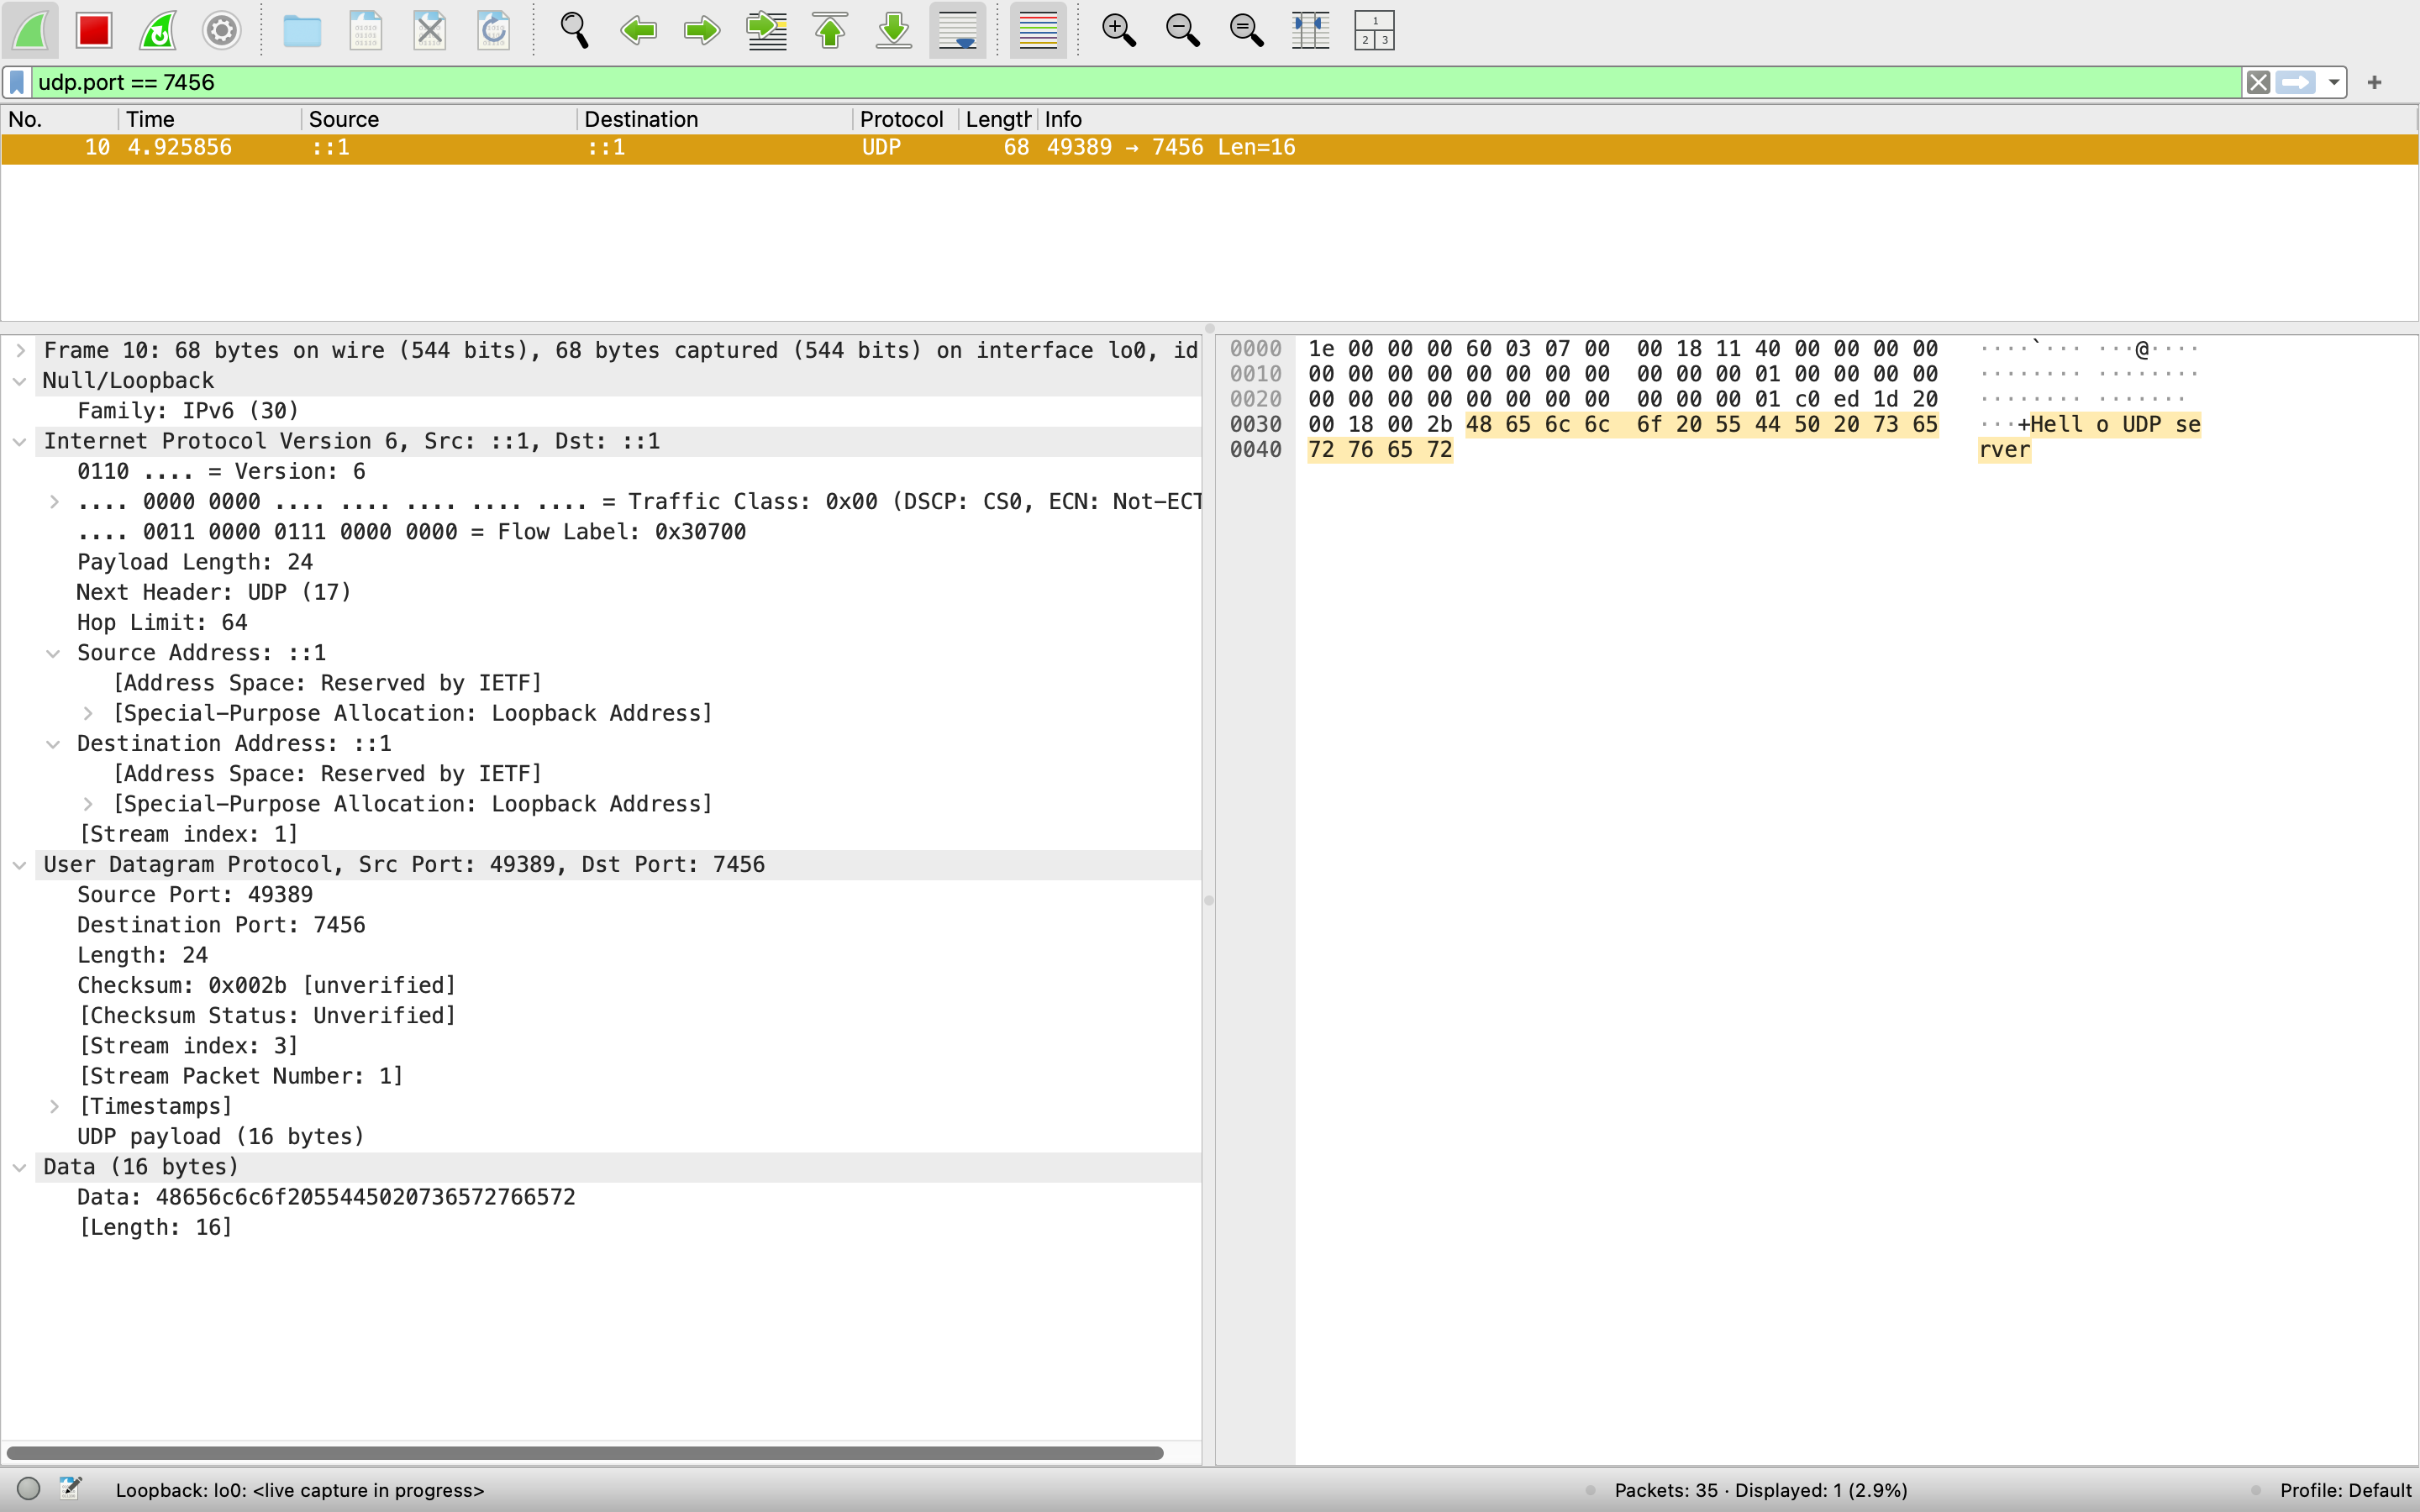 udp.port == 7456
No. Time Source Destination Protocol Length Info
10 4.925856 ::1 ::1 UDP 68 49389 → 7456 Len=16
Frame 10: 68 bytes on wire (544 bits), 68 bytes captured (544 bits) on interface lo0, id
Null/Loopback
Family: IPv6 (30)
Internet Protocol Version 6, Src: ::1, Dst: ::1
0110 .... = Version: 6
.... 0000 0000 .... .... .... .... .... = Traffic Class: 0x00 (DSCP: CS0, ECN: Not-ECT
.... 0011 0000 0111 0000 0000 = Flow Label: 0x30700
Payload Length: 24
Next Header: UDP (17)
Hop Limit: 64
Source Address: ::1
[Address Space: Reserved by IETF]
[Special-Purpose Allocation: Loopback Address]
Destination Address: ::1
[Address Space: Reserved by IETF]
[Special-Purpose Allocation: Loopback Address]
[Stream index: 1]
User Datagram Protocol, Src Port: 49389, Dst Port: 7456
Source Port: 49389
Destination Port: 7456
Length: 24
Checksum: 0x002b [unverified]
[Checksum Status: Unverified]
[Stream index: 3]
[Stream Packet Number: 1]
[Timestamps]
UDP payload (16 bytes)
Data (16 bytes)
Data: 48656c6c6f20554450207365727665​72
[Length: 16]
0000 1e 00 00 00 60 03 07 00 00 18 11 40 00 00 00 00 ····`··· ···@····
0010 00 00 00 00 00 00 00 00 00 00 00 01 00 00 00 00 ········ ········
0020 00 00 00 00 00 00 00 00 00 00 00 01 c0 ed 1d 20 ········ ·······
0030 00 18 00 2b 48 65 6c 6c 6f 20 55 44 50 20 73 65 ···+Hell o UDP se
0040 72 76 65 72 rver
Loopback: lo0: <live capture in progress>
Packets: 35 · Displayed: 1 (2.9%)
Profile: Default